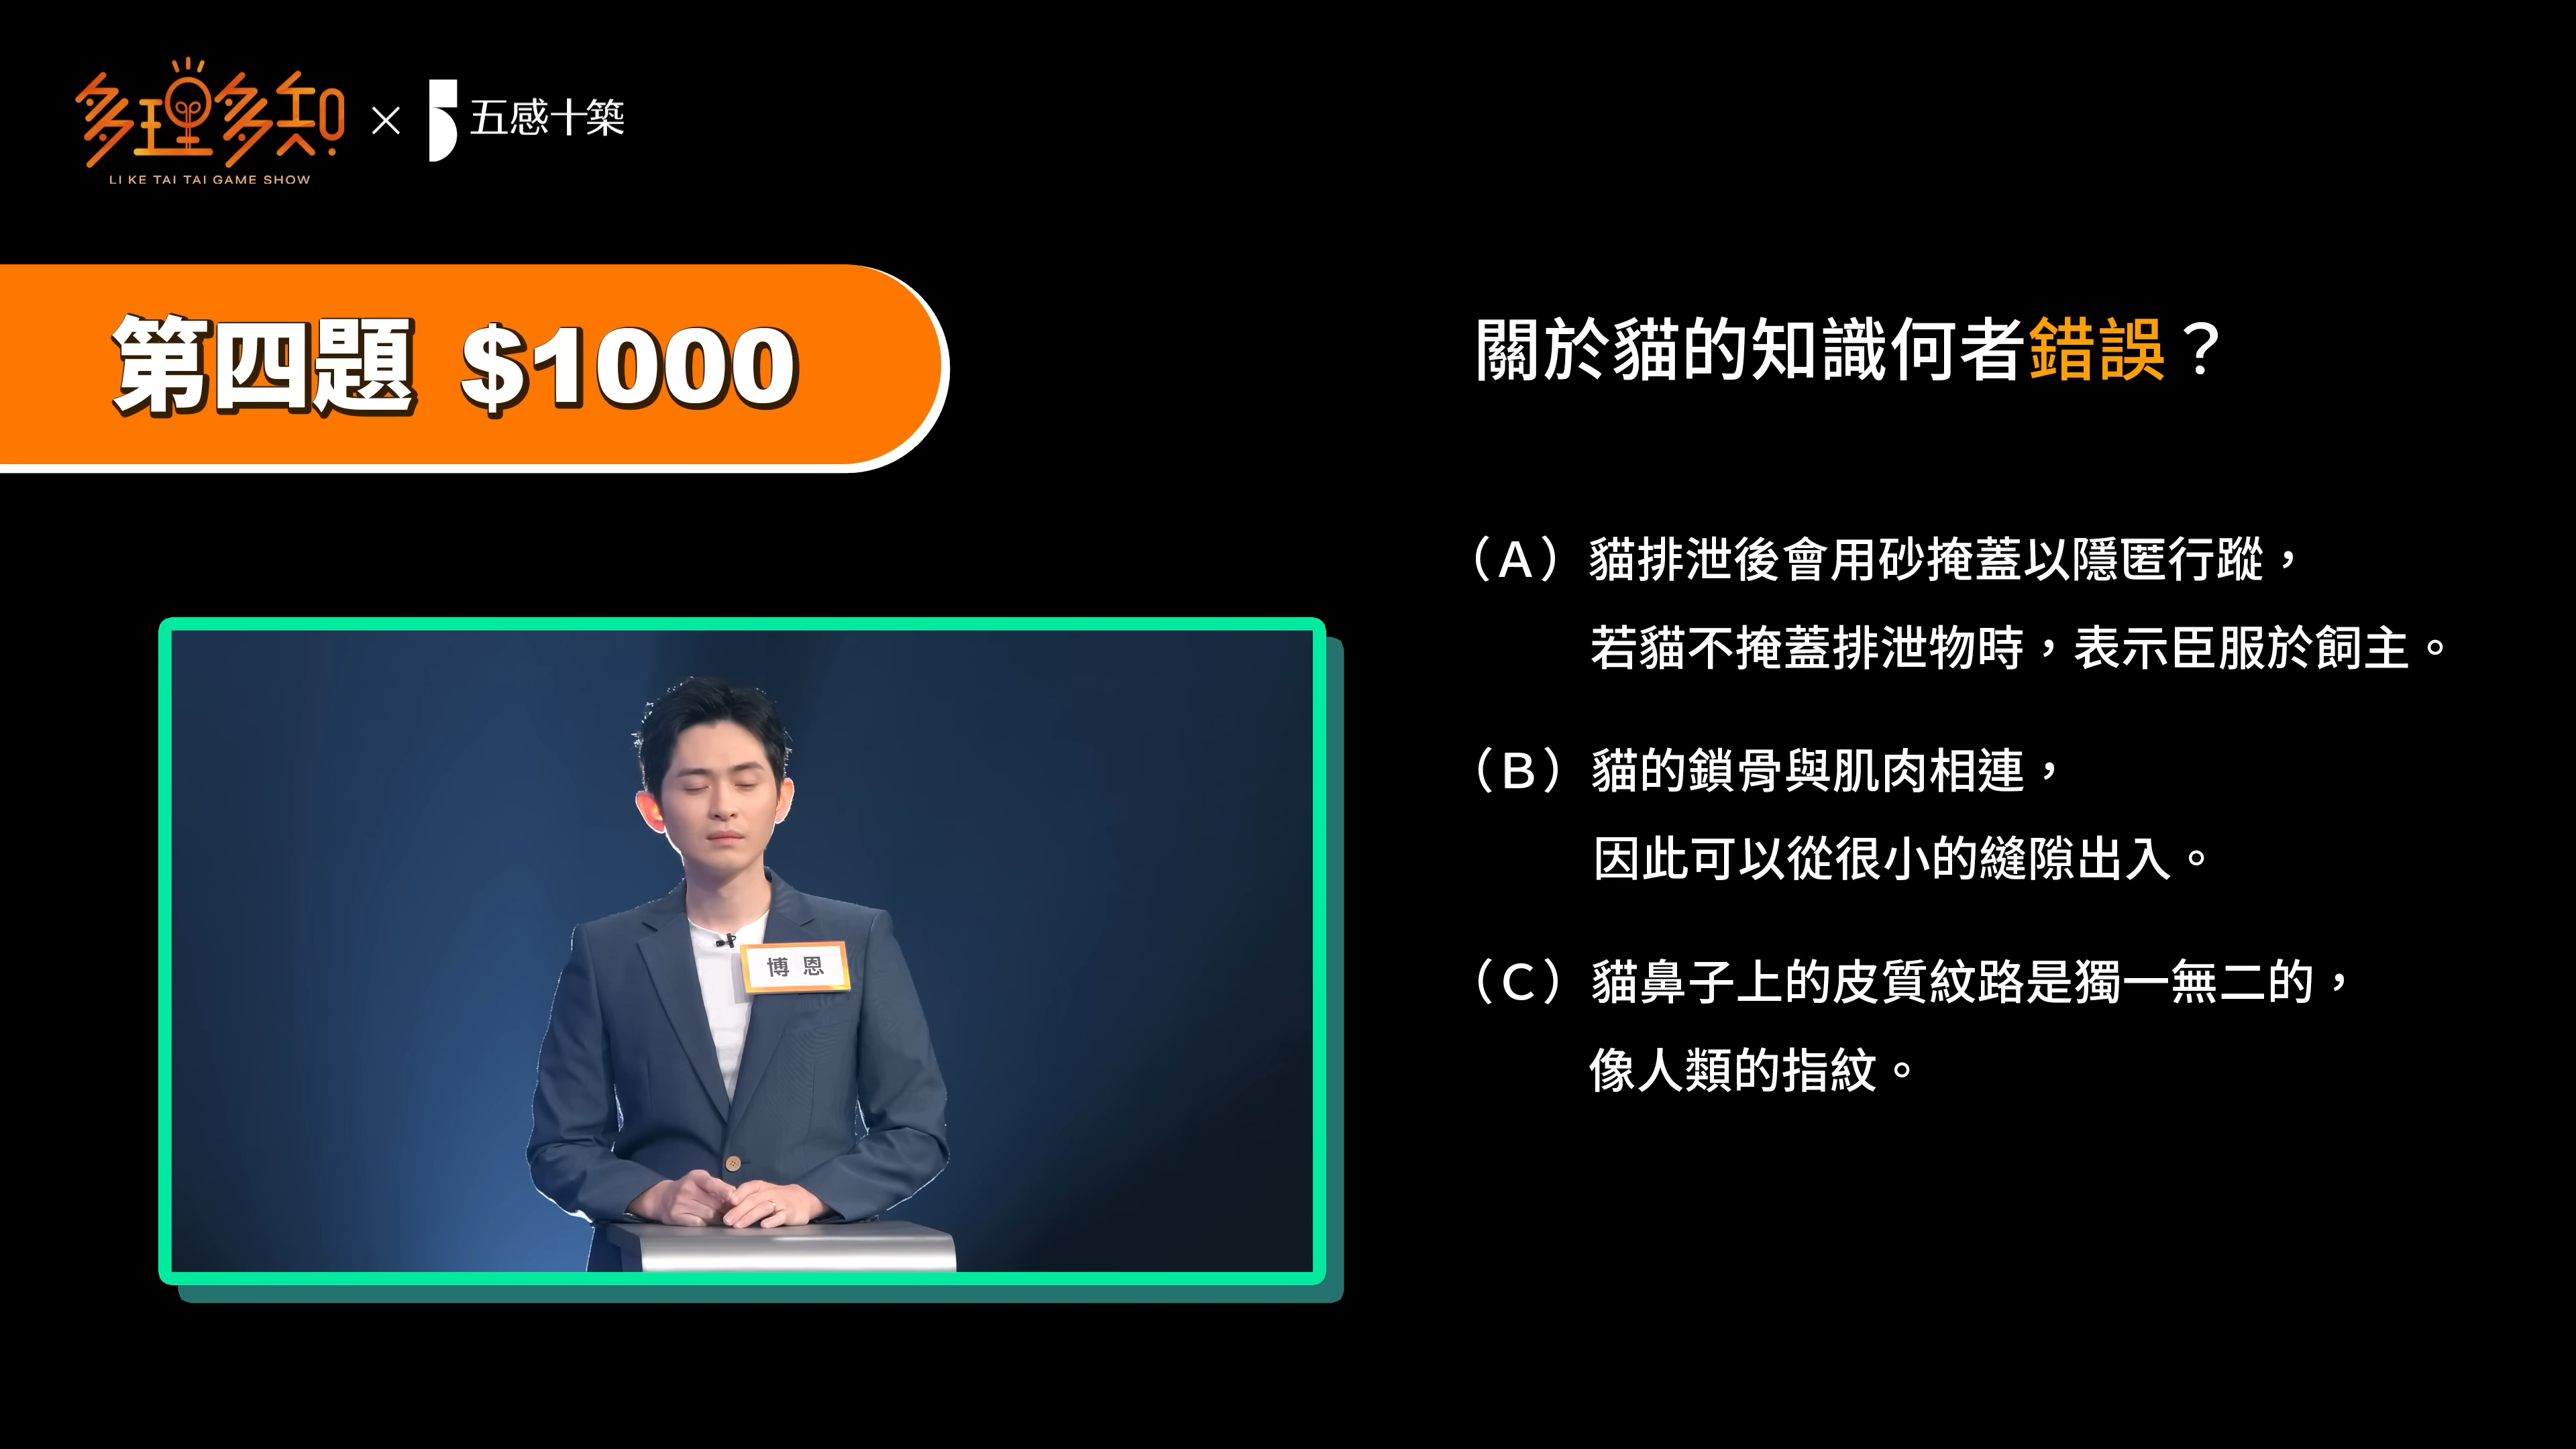 多理多知
LI KE TAI TAI GAME SHOW
×
五感十築
第四題 $1000
關於貓的知識何者錯誤？
（A）貓排泄後會用砂掩蓋以隱匿行蹤，
若貓不掩蓋排泄物時，表示臣服於飼主。
（B）貓的鎖骨與肌肉相連，
因此可以從很小的縫隙出入。
（C）貓鼻子上的皮質紋路是獨一無二的，
像人類的指紋。
博恩